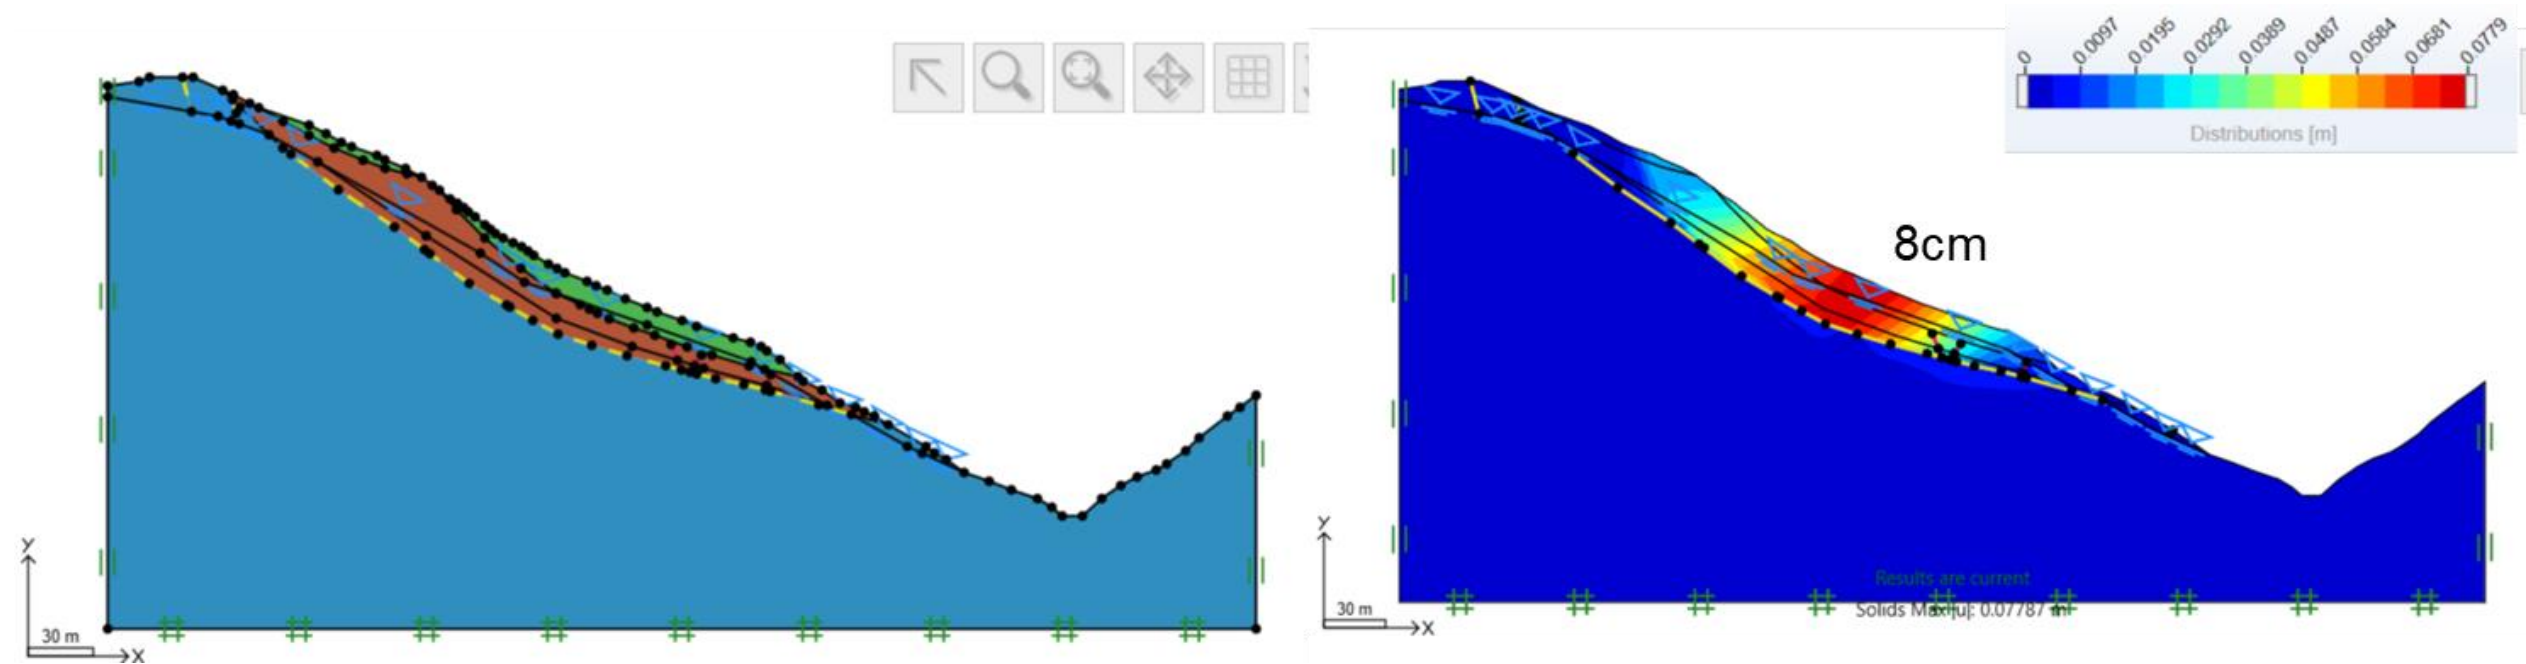 Y
30 m
X
0
0.0097
0.0195
0.0292
0.0389
0.0487
0.0584
0.0681
0.0779
Distributions [m]
8cm
Results are current
Solids Max|u|: 0.07787 m
Y
30 m
X